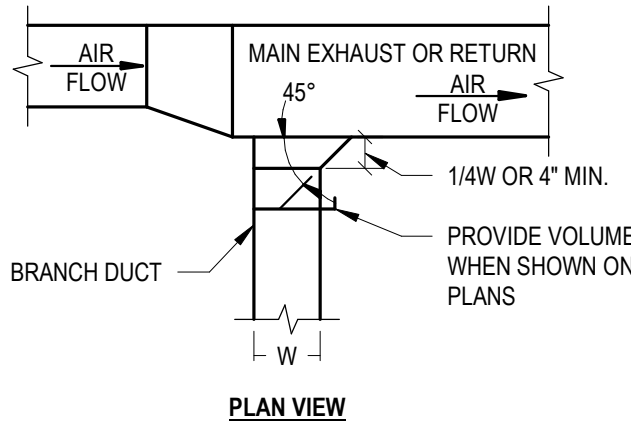 AIR
FLOW
MAIN EXHAUST OR RETURN
AIR
FLOW
45°
1/4W OR 4" MIN.
PROVIDE VOLUME
WHEN SHOWN ON
PLANS
BRANCH DUCT
W
PLAN VIEW